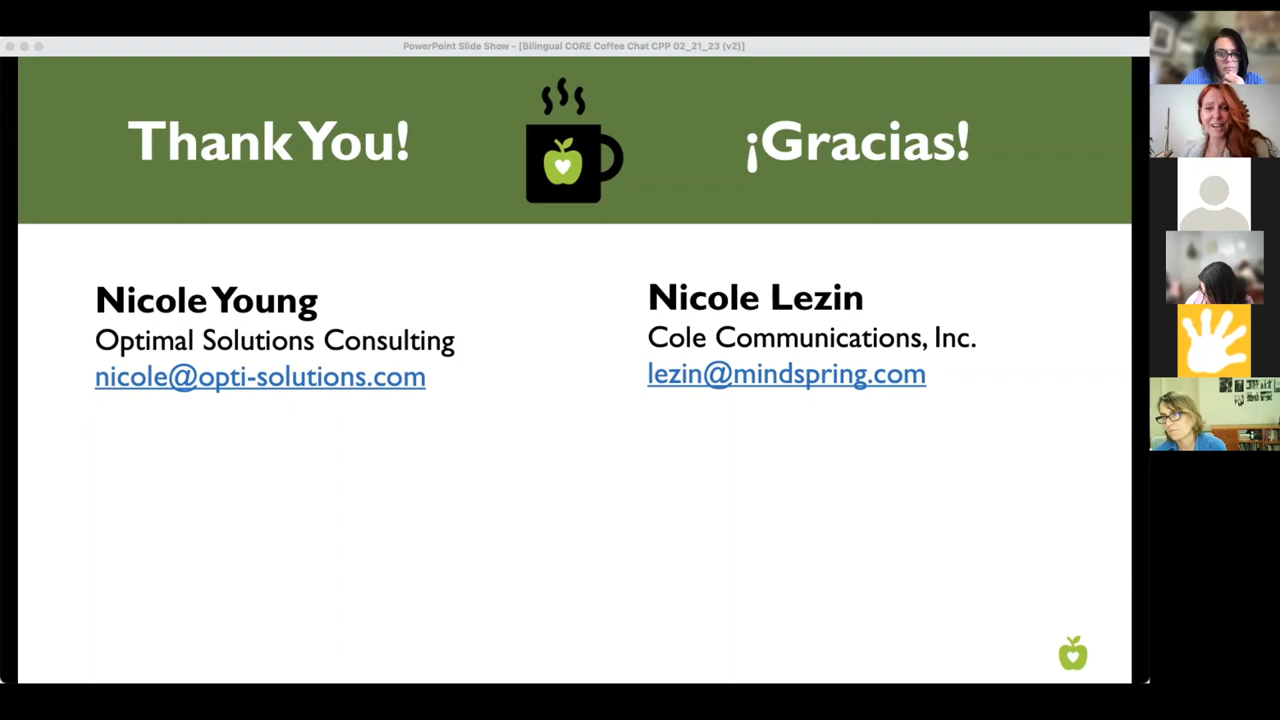 PowerPoint Slide Show - [Bilingual CORE Coffee Chat CPP 02_21_23 (v2)]
Thank You!
¡Gracias!
Nicole Young
Optimal Solutions Consulting
nicole@opti-solutions.com
Nicole Lezin
Cole Communications, Inc.
lezin@mindspring.com